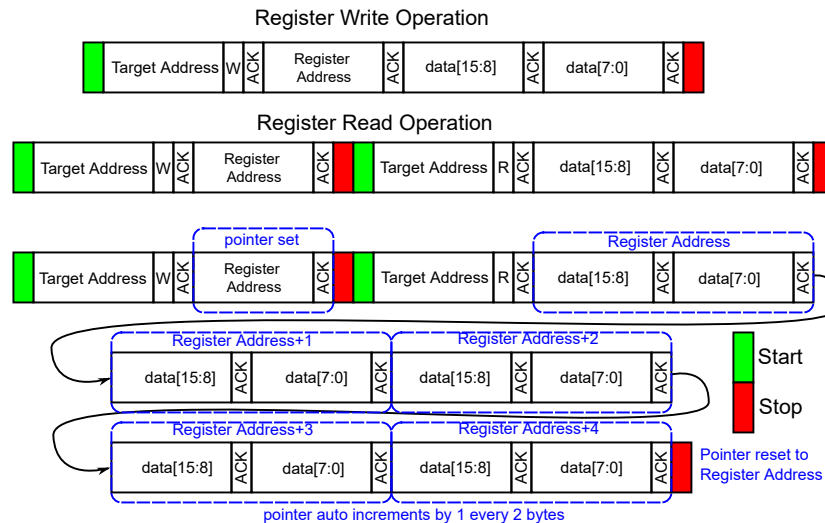 Register Write Operation
Target Address W ACK Register Address ACK data[15:8] ACK data[7:0] ACK
Register Read Operation
Target Address W ACK Register Address ACK Target Address R ACK data[15:8] ACK data[7:0] ACK
pointer set Register Address
Target Address W ACK Register Address ACK Target Address R ACK data[15:8] ACK data[7:0] ACK
Register Address+1 Register Address+2
data[15:8] ACK data[7:0] ACK data[15:8] ACK data[7:0] ACK
Start
Stop
Register Address+3 Register Address+4
data[15:8] ACK data[7:0] ACK data[15:8] ACK data[7:0] ACK
Pointer reset to
Register Address
pointer auto increments by 1 every 2 bytes